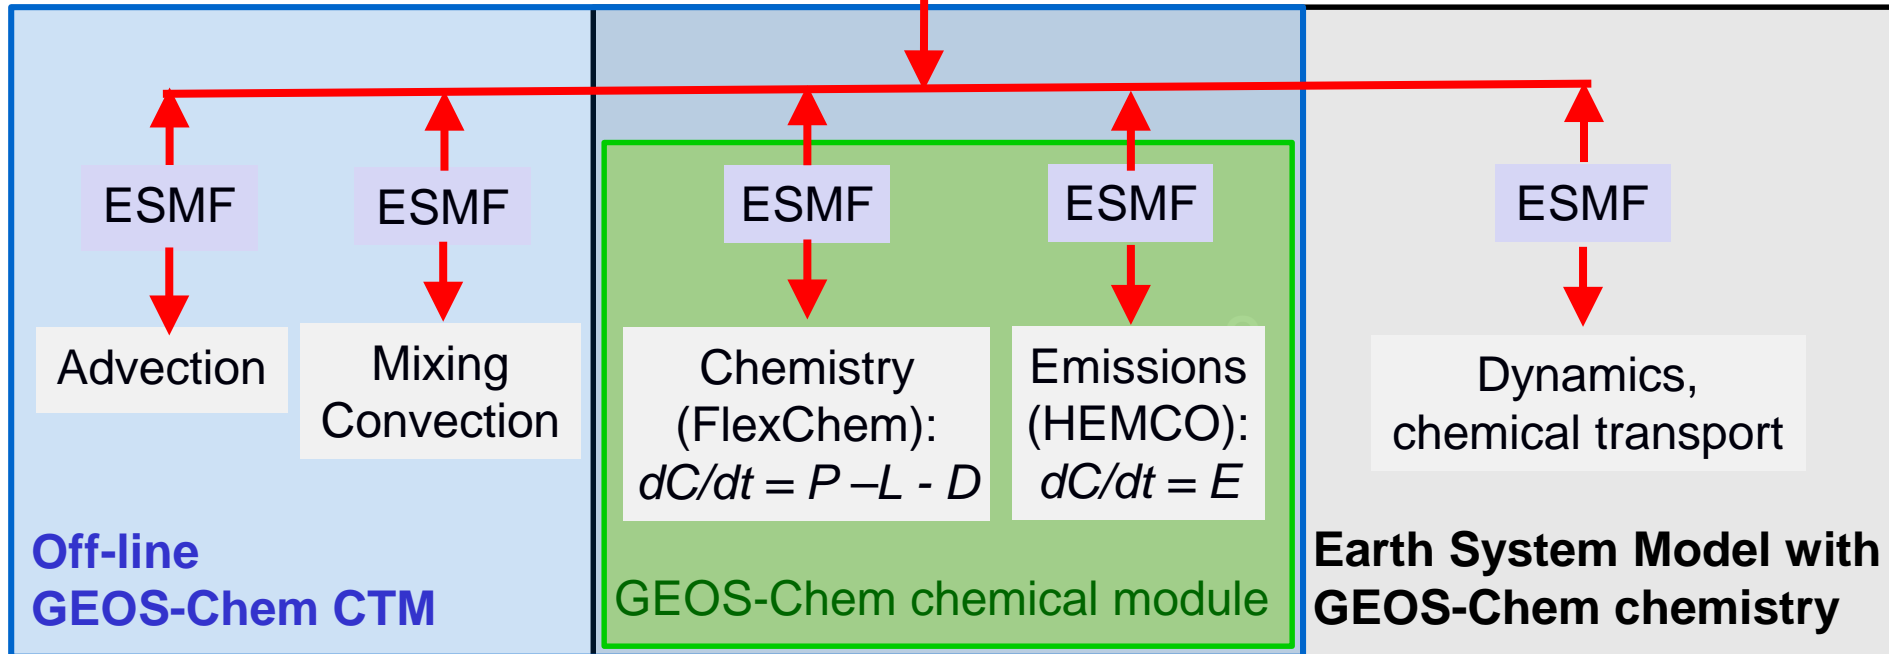 ESMF
ESMF
ESMF
ESMF
ESMF
Advection
Mixing
Convection
Chemistry
(FlexChem):
dC/dt = P –L - D
Emissions
(HEMCO):
dC/dt = E
Dynamics,
chemical transport
Off-line
GEOS-Chem CTM
GEOS-Chem chemical module
Earth System Model with
GEOS-Chem chemistry